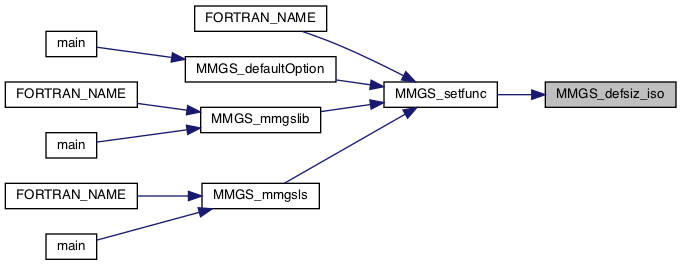 FORTRAN_NAME
main
MMGS_defaultOption
FORTRAN_NAME
MMGS_setfunc
MMGS_defsiz_iso
MMGS_mmgslib
main
FORTRAN_NAME
MMGS_mmgsls
main